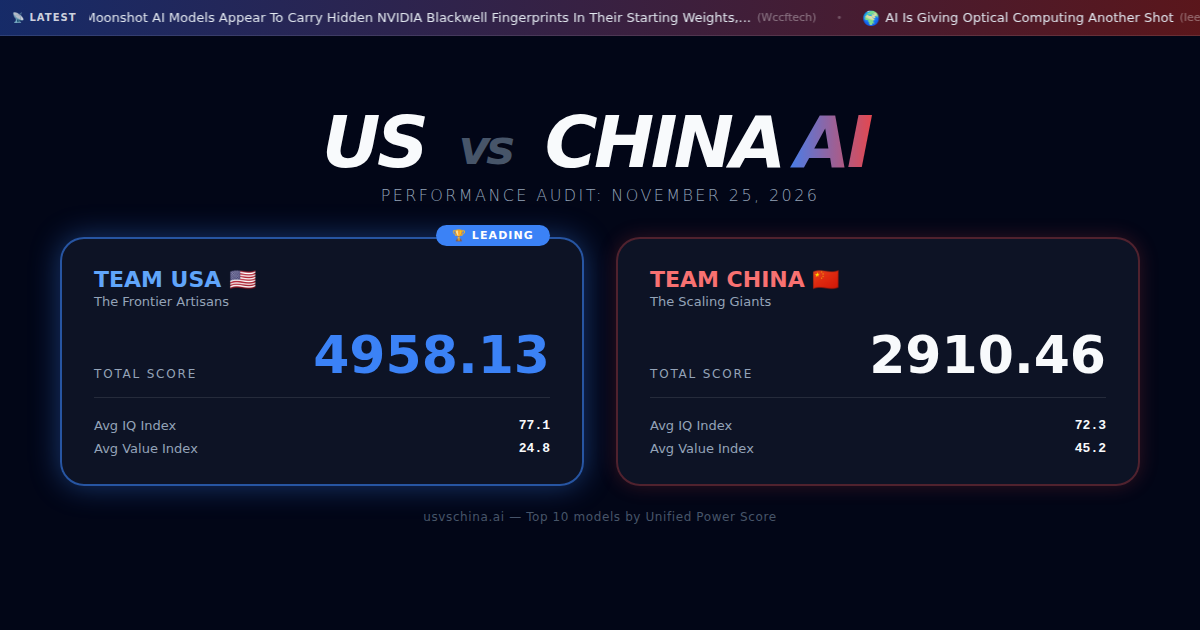 📡 LATEST Moonshot AI Models Appear To Carry Hidden NVIDIA Blackwell Fingerprints In Their Starting Weights,... (Wccftech) • 🌍 AI Is Giving Optical Computing Another Shot
US vs CHINA AI
PERFORMANCE AUDIT: NOVEMBER 25, 2026
🏆 LEADING
TEAM USA 🇺🇸
The Frontier Artisans
TOTAL SCORE 4958.13
Avg IQ Index 77.1
Avg Value Index 24.8
TEAM CHINA 🇨🇳
The Scaling Giants
TOTAL SCORE 2910.46
Avg IQ Index 72.3
Avg Value Index 45.2
usvschina.ai — Top 10 models by Unified Power Score